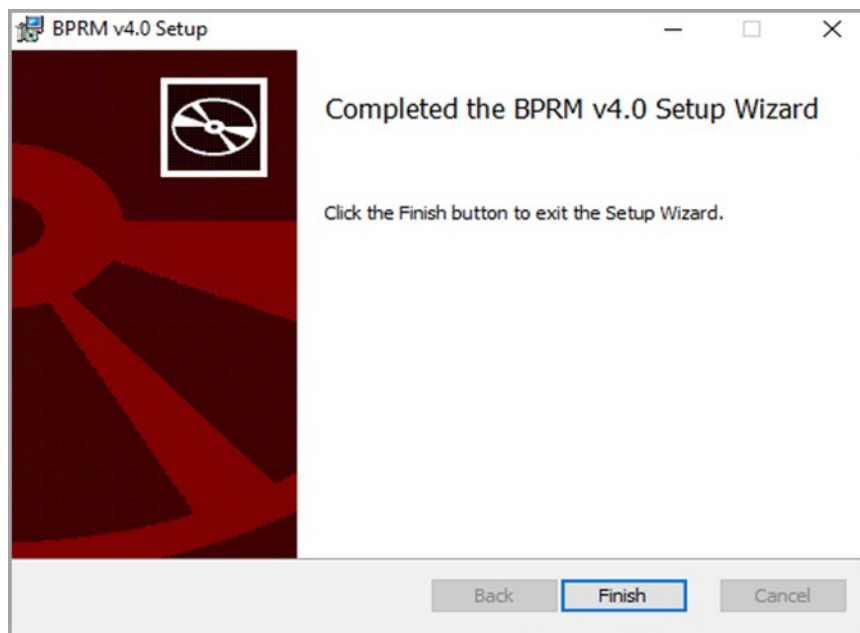 BPRM v4.0 Setup
Completed the BPRM v4.0 Setup Wizard
Click the Finish button to exit the Setup Wizard.
Back
Finish
Cancel